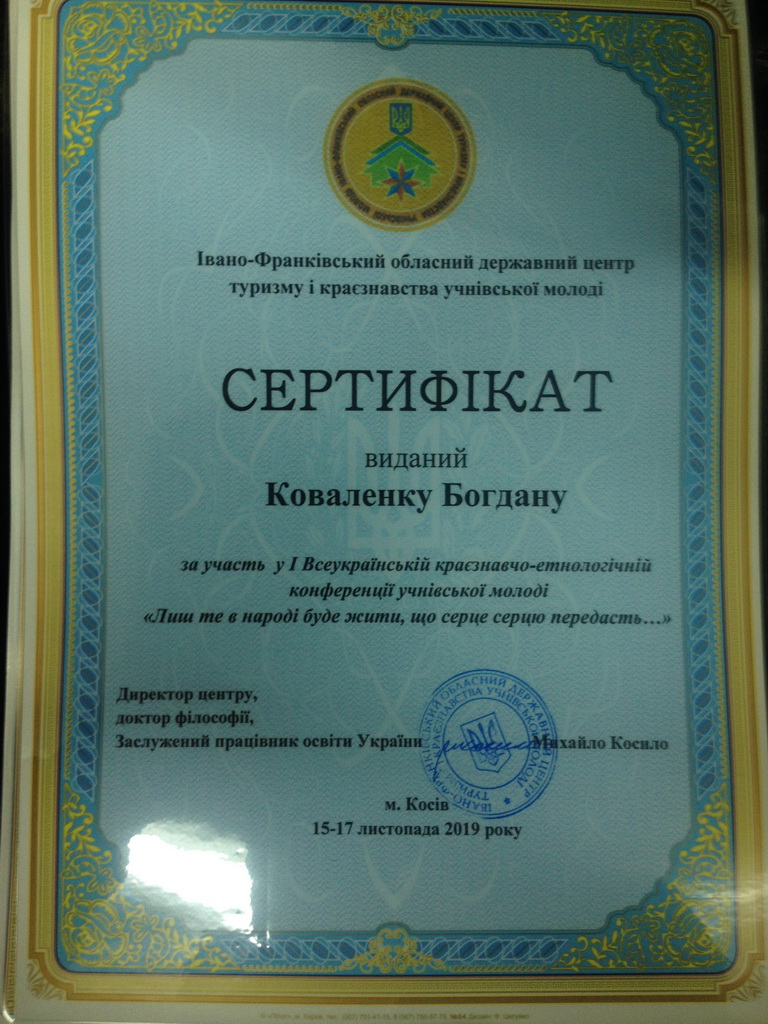 Івано-Франківський обласний державний центр
туризму і краєзнавства учнівської молоді
СЕРТИФІКАТ
виданий
Коваленку Богдану
за участь у І Всеукраїнській краєзнавчо-етнологічній
конференції учнівської молоді
«Лиш те в народі буде жити, що серце серцю передасть…»
Директор центру,
доктор філософії,
Заслужений працівник освіти України
Михайло Косило
м. Косів
15-17 листопада 2019 року